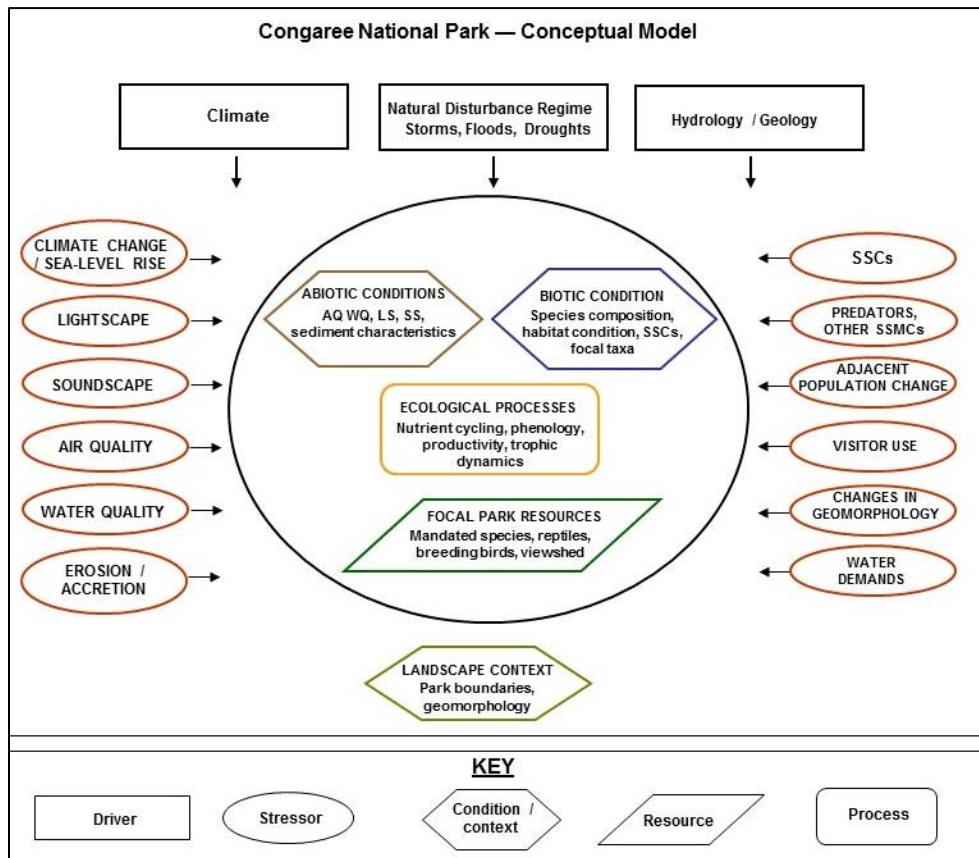 Congaree National Park — Conceptual Model
Climate
Natural Disturbance Regime
Storms, Floods, Droughts
Hydrology / Geology
CLIMATE CHANGE
/ SEA-LEVEL RISE
LIGHTSCAPE
SOUNDSCAPE
AIR QUALITY
WATER QUALITY
EROSION /
ACCRETION
ABIOTIC CONDITIONS
AQ WQ, LS, SS,
sediment characteristics
BIOTIC CONDITION
Species composition,
habitat condition, SSCs,
focal taxa
ECOLOGICAL PROCESSES
Nutrient cycling, phenology,
productivity, trophic
dynamics
FOCAL PARK RESOURCES
Mandated species, reptiles,
breeding birds, viewshed
SSCs
PREDATORS,
OTHER SSMCs
ADJACENT
POPULATION CHANGE
VISITOR USE
CHANGES IN
GEOMORPHOLOGY
WATER
DEMANDS
LANDSCAPE CONTEXT
Park boundaries,
geomorphology
KEY
Driver
Stressor
Condition /
context
Resource
Process